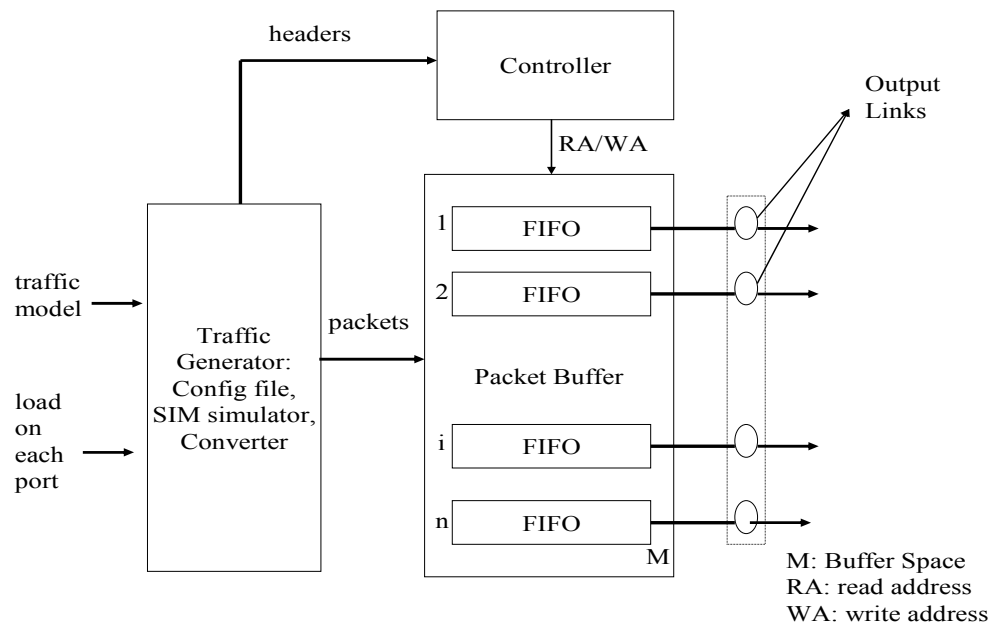 headers
Controller
Output
Links
RA/WA
1
FIFO
2
FIFO
traffic
model
packets
Traffic
Generator:
Config file,
SIM simulator,
Converter
Packet Buffer
load
on
each
port
i
FIFO
n
FIFO
M
M: Buffer Space
RA: read address
WA: write address